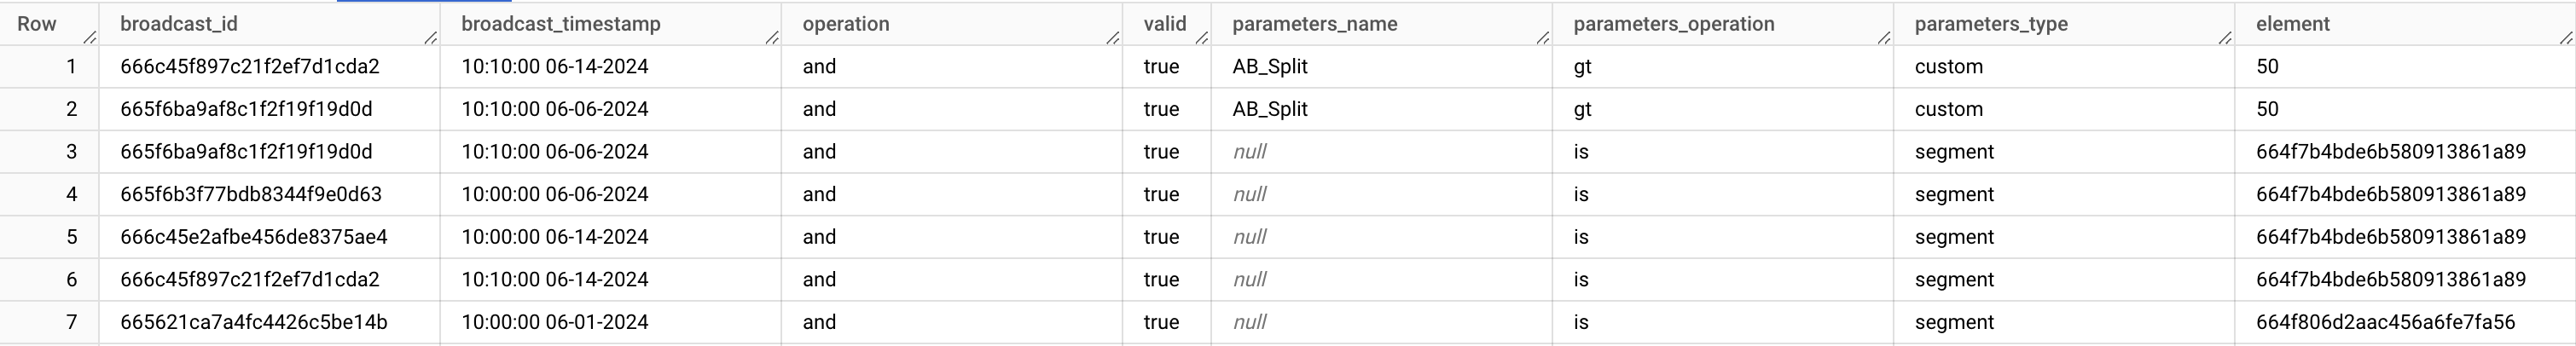 Row broadcast_id broadcast_timestamp operation valid parameters_name parameters_operation parameters_type element
1 666c45f897c21f2ef7d1cda2 10:10:00 06-14-2024 and true AB_Split gt custom 50
2 665f6ba9af8c1f2f19f19d0d 10:10:00 06-06-2024 and true AB_Split gt custom 50
3 665f6ba9af8c1f2f19f19d0d 10:10:00 06-06-2024 and true null is segment 664f7b4bde6b580913861a89
4 665f6b3f77bdb8344f9e0d63 10:00:00 06-06-2024 and true null is segment 664f7b4bde6b580913861a89
5 666c45e2afbe456de8375ae4 10:00:00 06-14-2024 and true null is segment 664f7b4bde6b580913861a89
6 666c45f897c21f2ef7d1cda2 10:10:00 06-14-2024 and true null is segment 664f7b4bde6b580913861a89
7 665621ca7a4fc4426c5be14b 10:00:00 06-01-2024 and true null is segment 664f806d2aac456a6fe7fa56